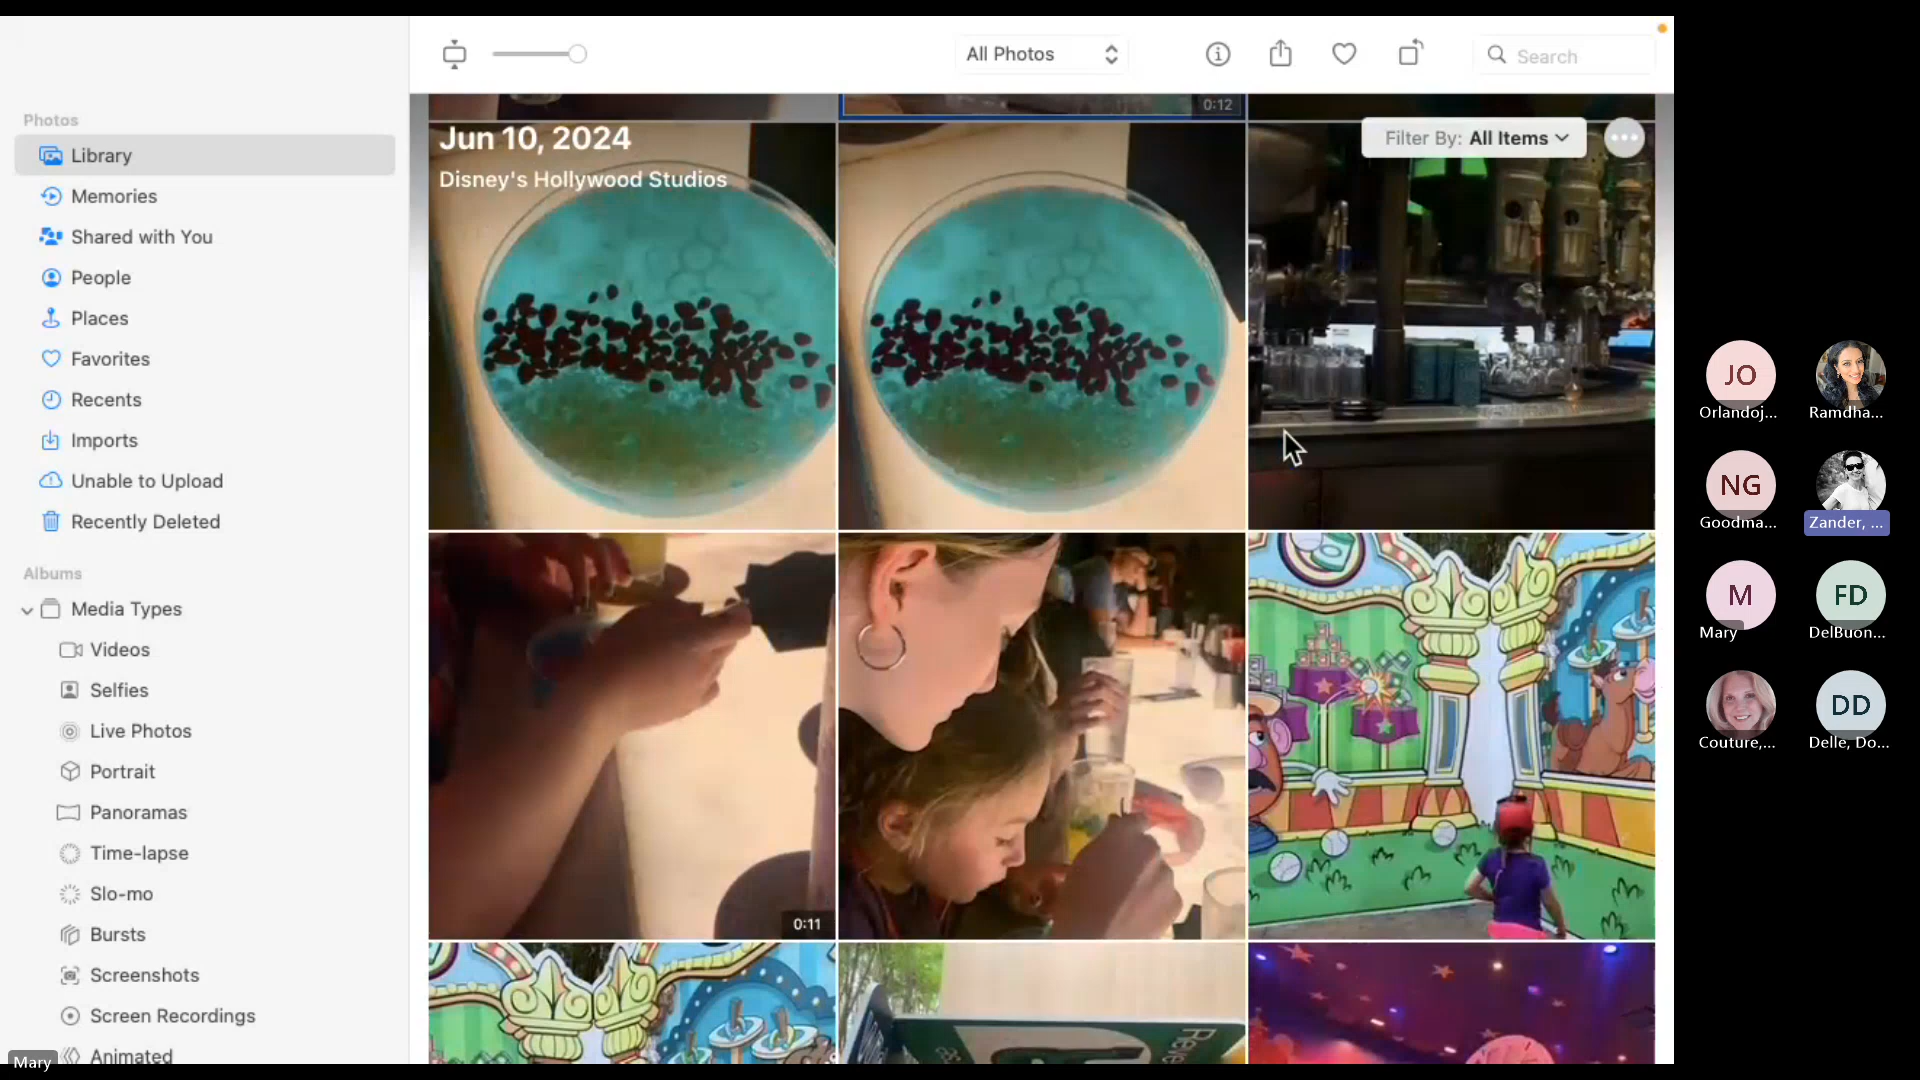 All Photos
Search
Photos
Library
Memories
Shared with You
People
Places
Favorites
Recents
Imports
Unable to Upload
Recently Deleted
Albums
Media Types
Videos
Selfies
Live Photos
Portrait
Panoramas
Time-lapse
Slo-mo
Bursts
Screenshots
Screen Recordings
Animated
Mary
0:12
Jun 10, 2024
Disney's Hollywood Studios
Filter By: All Items
0:11
JO
Orlandoj...
Ramdha...
NG
Goodma...
Zander, ...
M
Mary
FD
DelBuon...
Couture,...
DD
Delle, Do...